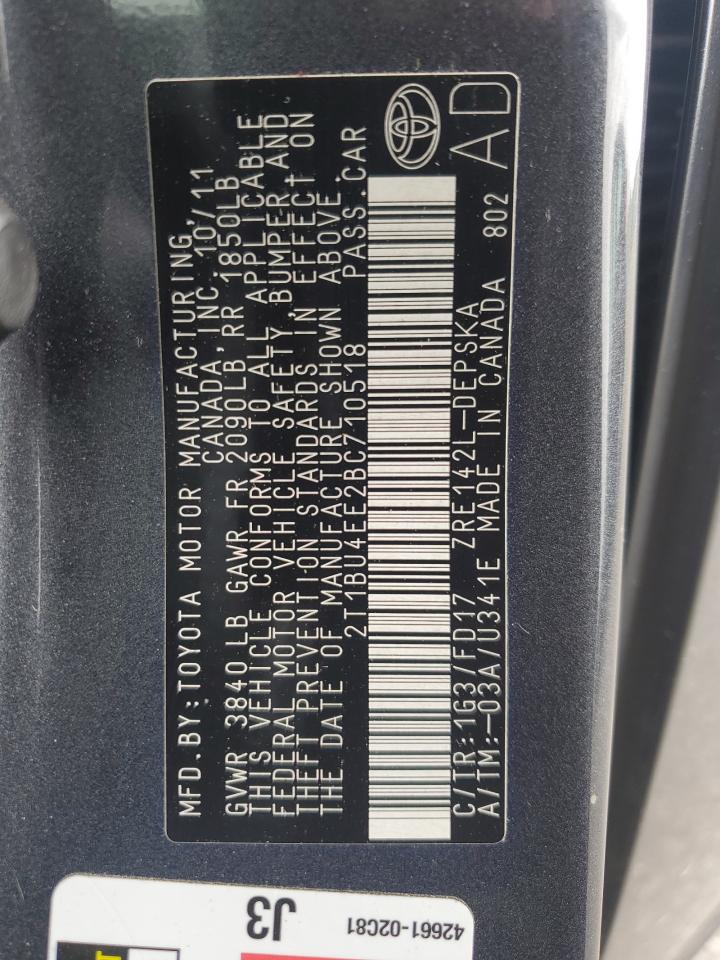 MFD.BY:TOYOTA MOTOR MANUFACTURING,
CANADA, INC. 10/11
GVWR 3840LB GAWR FR 2090LB RR 1850LB
THIS VEHICLE CONFORMS TO ALL APPLICABLE
FEDERAL MOTOR VEHICLE SAFETY, BUMPER, AND
THEFT PREVENTION STANDARDS IN EFFECT ON
THE DATE OF MANUFACTURE SHOWN ABOVE.
2T1BU4EE2BC710518 PASS.CAR
C/TR:1G3/FD17 ZRE142L-DEPSKA
A/TM:-03A/U341E MADE IN CANADA 802
AD
J3
42661-02C81